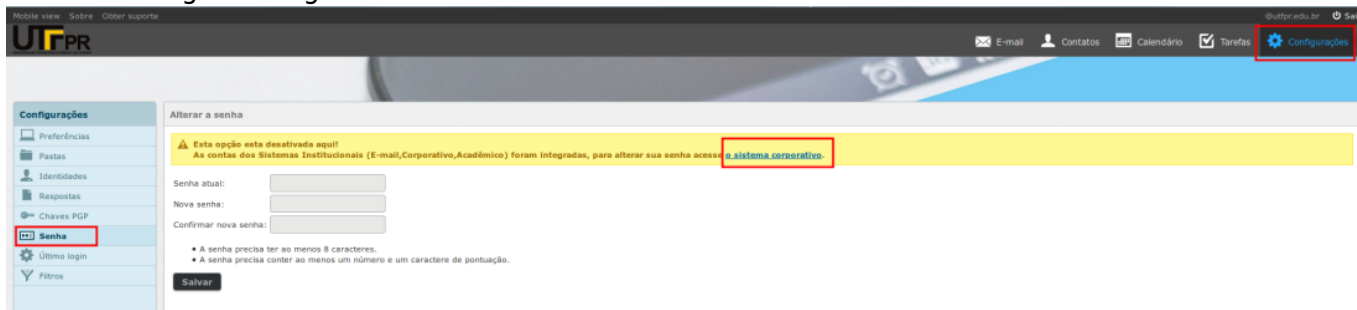 Mobile view Sobre Obter suporte
@utfpr.edu.br Sai
UTFPR
E-mail Contatos Calendário Tarefas Configurações
Configurações
Preferências
Pastas
Identidades
Respostas
Chaves PGP
Senha
Último login
Filtros
Alterar a senha
Esta opção esta desativada aqui!
As contas dos Sistemas Institucionais (E-mail,Corporativo,Acadêmico) foram integradas, para alterar sua senha acesse o sistema corporativo.
Senha atual:
Nova senha:
Confirmar nova senha:
• A senha precisa ter ao menos 8 caracteres.
• A senha precisa conter ao menos um número e um caractere de pontuação.
Salvar